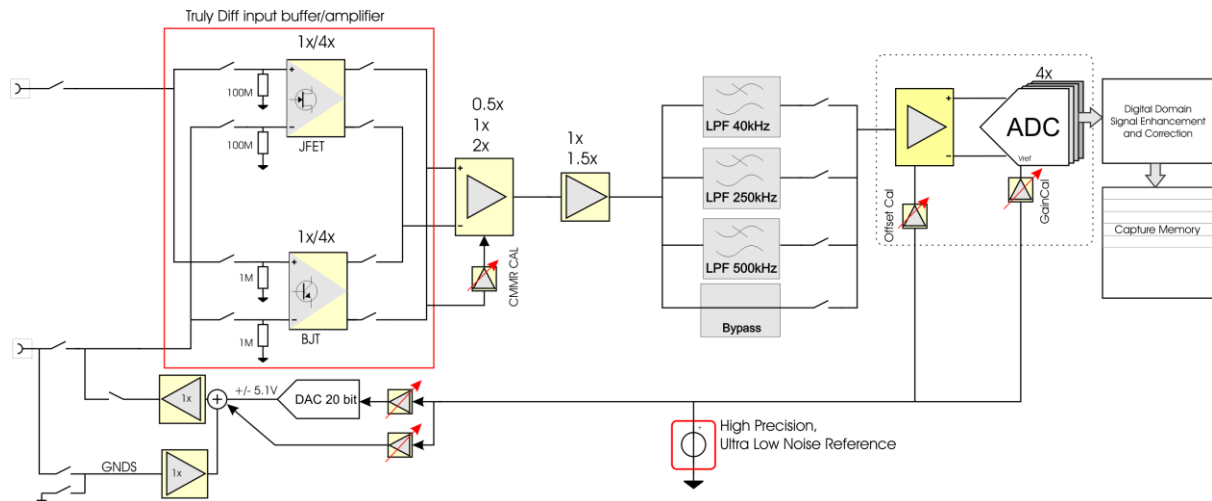 Truly Diff input buffer/amplifier
1x/4x
100M
100M
JFET
1x/4x
1M
1M
BJT
0.5x
1x
2x
CMMR CAL
1x
1.5x
LPF 40kHz
LPF 250kHz
LPF 500kHz
Bypass
Offset Cal
4x
ADC
Vref
GainCal
Digital Domain
Signal Enhancement
and Correction
Capture Memory
1x
+/- 5.1V
DAC 20 bit
GNDS
1x
High Precision,
Ultra Low Noise Reference